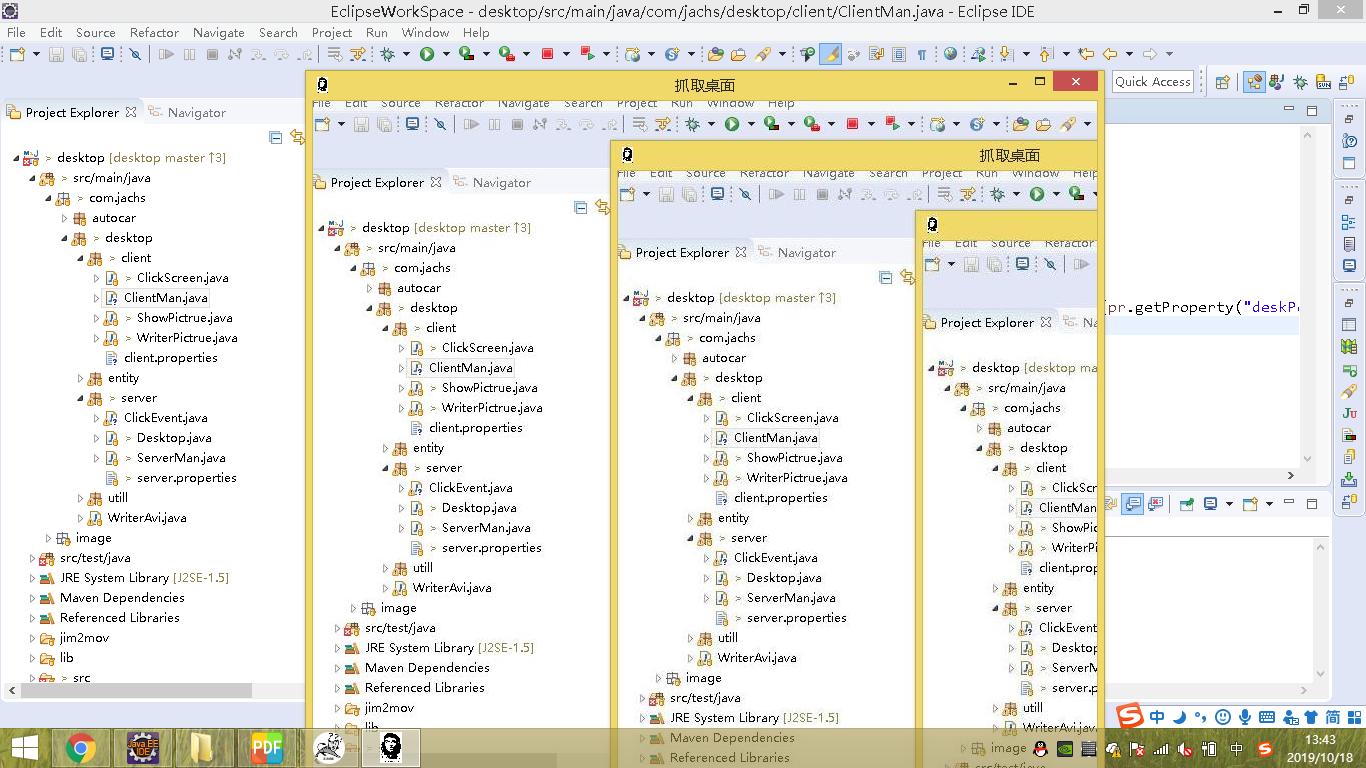 EclipseWorkSpace - desktop/src/main/java/com/jachs/desktop/client/ClientMan.java - Eclipse IDE
File Edit Source Refactor Navigate Search Project Run Window Help
Quick Access
Project Explorer Navigator
> desktop [desktop master ↑3]
> src/main/java
> com.jachs
autocar
> desktop
> client
> ClickScreen.java
ClientMan.java
> ShowPictrue.java
> WriterPictrue.java
client.properties
entity
> server
ClickEvent.java
> Desktop.java
> ServerMan.java
> server.properties
utill
WriterAvi.java
image
src/test/java
JRE System Library [J2SE-1.5]
Maven Dependencies
Referenced Libraries
jim2mov
lib
> src
抓取桌面
File Edit Source Refactor Navigate Search Project Run Window Help
Project Explorer Navigator
> desktop [desktop master ↑3]
> src/main/java
> com.jachs
autocar
> desktop
> client
> ClickScreen.java
ClientMan.java
> ShowPictrue.java
> WriterPictrue.java
client.properties
entity
> server
ClickEvent.java
> Desktop.java
> ServerMan.java
> server.properties
utill
WriterAvi.java
image
src/test/java
JRE System Library [J2SE-1.5]
Maven Dependencies
Referenced Libraries
jim2mov
lib
抓取桌面
File Edit Source Refactor Navigate Search Project Run Window Help
Project Explorer Navigator
> desktop [desktop master ↑3]
> src/main/java
> com.jachs
autocar
> desktop
> client
> ClickScreen.java
ClientMan.java
> ShowPictrue.java
> WriterPictrue.java
client.properties
entity
> server
ClickEvent.java
> Desktop.java
> ServerMan.java
> server.properties
utill
WriterAvi.java
image
src/test/java
JRE System Library [J2SE-1.5]
Maven Dependencies
Referenced Libraries
File Edit Source Refactor
Project Explorer Na
> desktop [desktop ma
> src/main/java
> com.jachs
autocar
> desktop
> client
> ClickScr
ClientMan
> ShowPic
> WriterPi
client.prop
entity
> server
ClickEvent
> Desktop
> ServerM
> server.p
utill
WriterAvi.java
image
src/test/java
pr.getProperty("deskP
Ju
中 简
Java EE IDE
PDF
中
13:43
2019/10/18